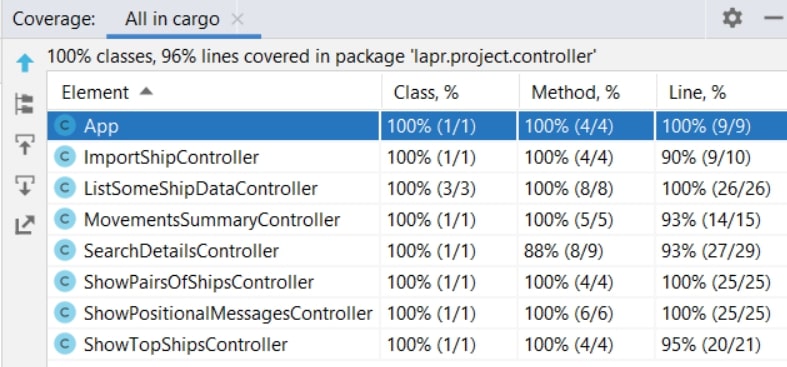 Coverage: All in cargo ×
100% classes, 96% lines covered in package 'lapr.project.controller'
Element Class, % Method, % Line, %
C App 100% (1/1) 100% (4/4) 100% (9/9)
C ImportShipController 100% (1/1) 100% (4/4) 90% (9/10)
C ListSomeShipDataController 100% (3/3) 100% (8/8) 100% (26/26)
C MovementsSummaryController 100% (1/1) 100% (5/5) 93% (14/15)
C SearchDetailsController 100% (1/1) 88% (8/9) 93% (27/29)
C ShowPairsOfShipsController 100% (1/1) 100% (4/4) 100% (25/25)
C ShowPositionalMessagesController 100% (1/1) 100% (6/6) 100% (25/25)
C ShowTopShipsController 100% (1/1) 100% (4/4) 95% (20/21)